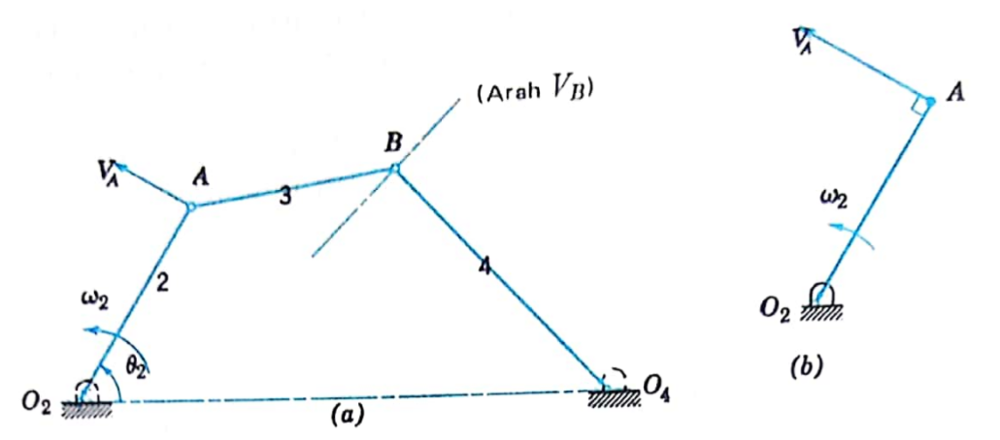 (Arah V_B)
V_A
A
B
3
2
4
ω₂
θ₂
O₂
O₄
(a)
V_A
A
ω₂
O₂
(b)